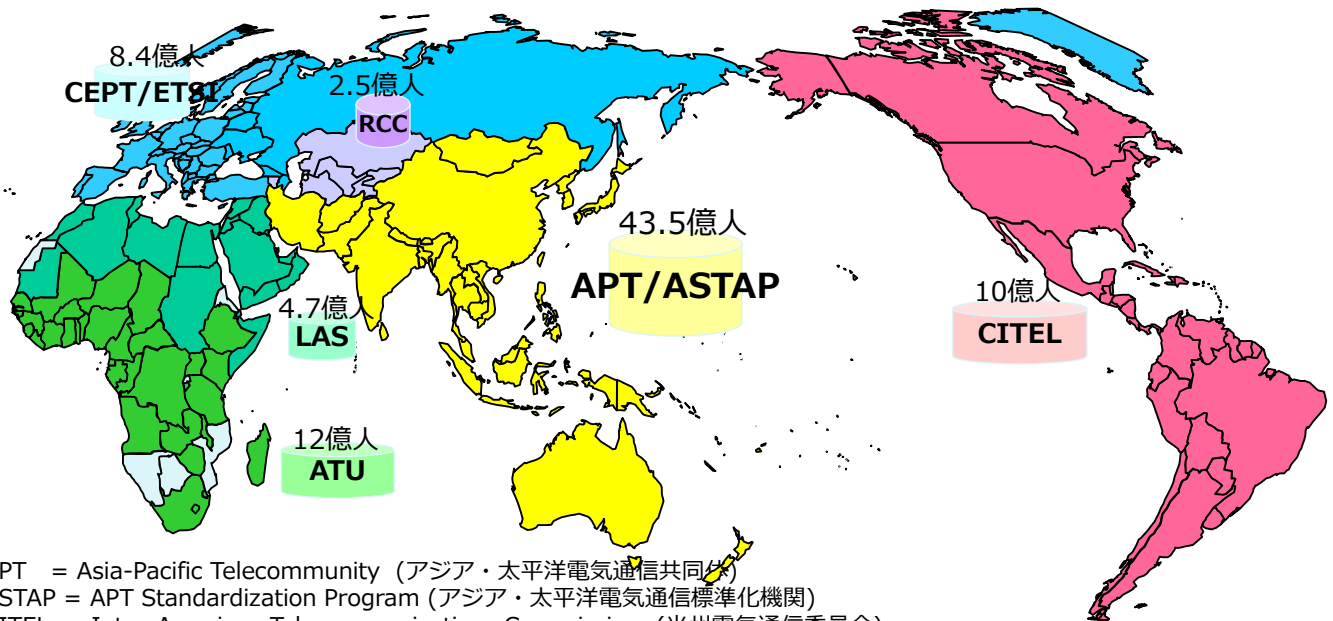 8.4億人
CEPT/ETSI
2.5億人
RCC
43.5億人
APT/ASTAP
4.7億人
LAS
10億人
CITEL
12億人
ATU
PT = Asia-Pacific Telecommunity (アジア・太平洋電気通信共同体)
STAP = APT Standardization Program (アジア・太平洋電気通信標準化機関)